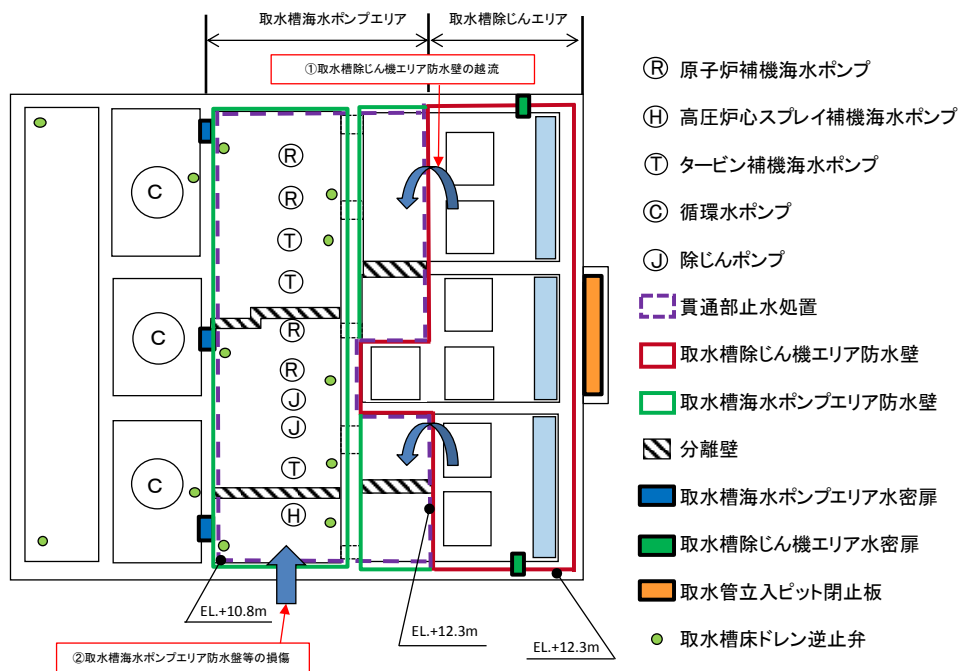 取水槽海水ポンプエリア
取水槽除じんエリア
①取水槽除じん機エリア防水壁の越流
R
R
T
T
R
R
J
J
T
H
C
C
C
EL.+10.8m
EL.+12.3m
EL.+12.3m
②取水槽海水ポンプエリア防水盤等の損傷
R 原子炉補機海水ポンプ
H 高圧炉心スプレイ補機海水ポンプ
T タービン補機海水ポンプ
C 循環水ポンプ
J 除じんポンプ
貫通部止水処置
取水槽除じん機エリア防水壁
取水槽海水ポンプエリア防水壁
分離壁
取水槽海水ポンプエリア水密扉
取水槽除じん機エリア水密扉
取水管立入ピット閉止板
取水槽床ドレン逆止弁